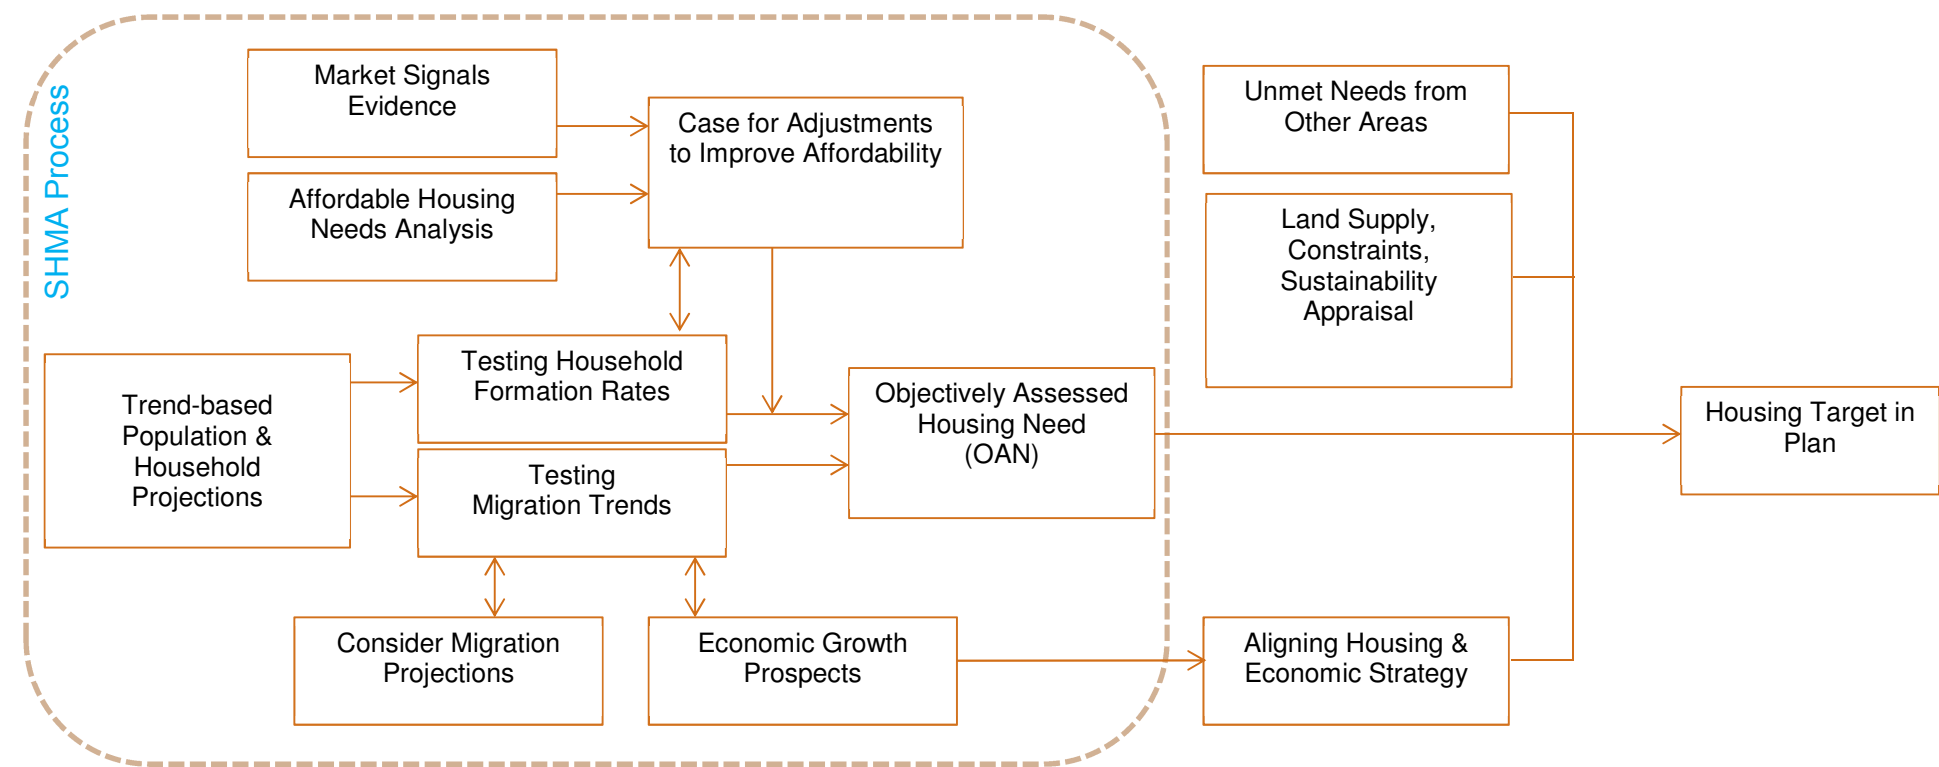 SHMA Process
Market Signals
Evidence
Affordable Housing
Needs Analysis
Case for Adjustments
to Improve Affordability
Trend-based
Population &
Household
Projections
Testing Household
Formation Rates
Testing
Migration Trends
Consider Migration
Projections
Economic Growth
Prospects
Objectively Assessed
Housing Need
(OAN)
Unmet Needs from
Other Areas
Land Supply,
Constraints,
Sustainability
Appraisal
Aligning Housing &
Economic Strategy
Housing Target in
Plan